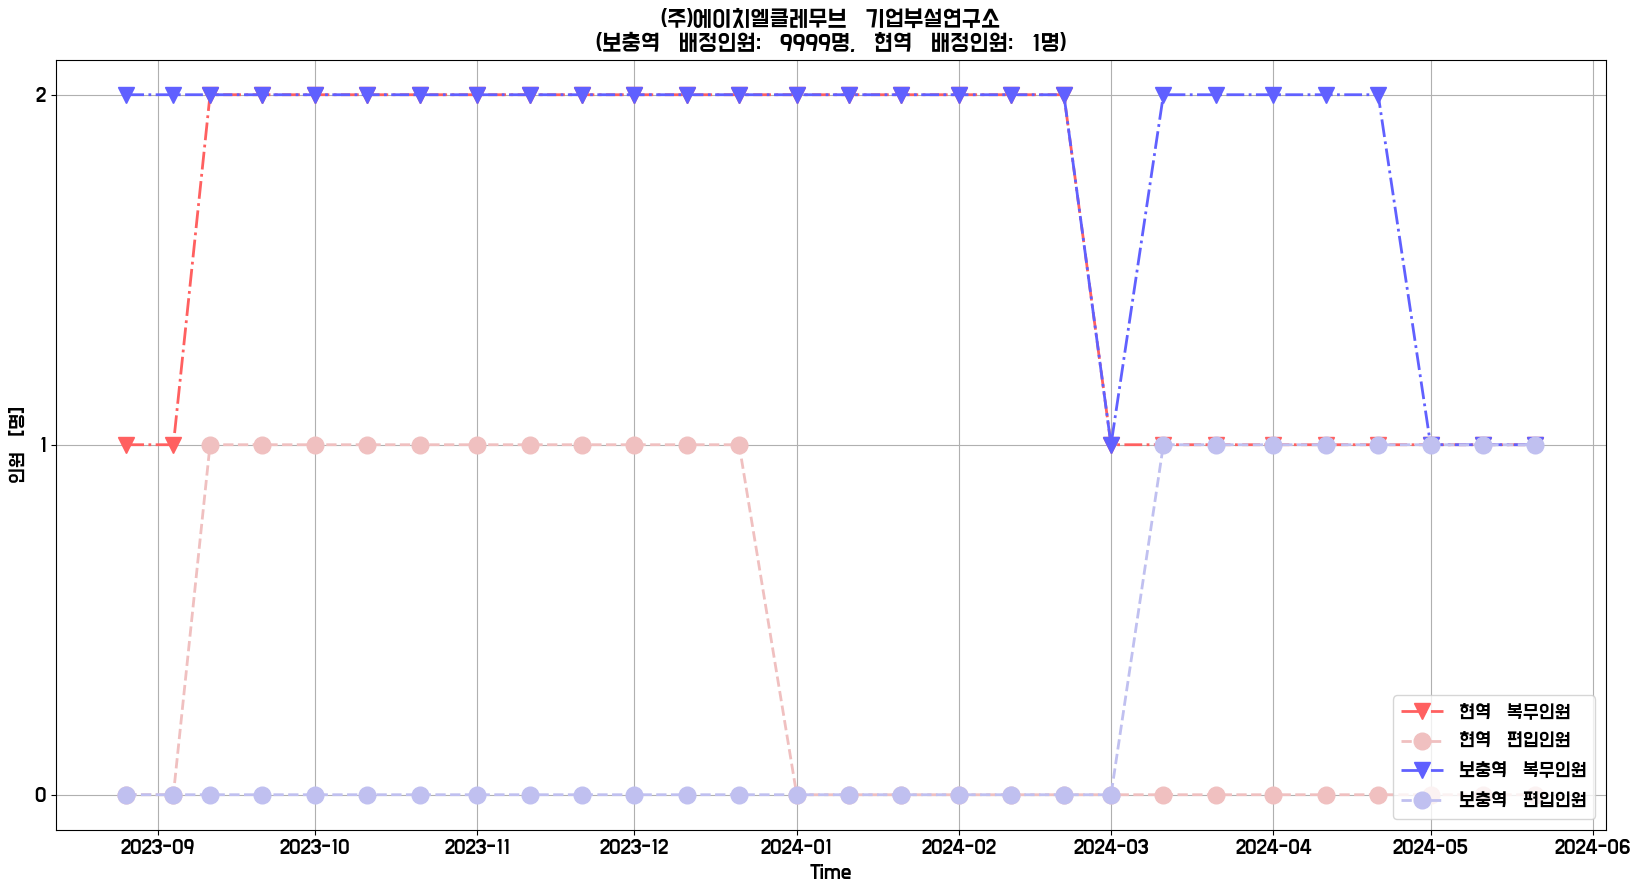 (주)에이치엘클레무브 기업부설연구소
(보충역 배정인원: 9999명, 현역 배정인원: 1명)
2
1
0
인원 [명]
현역 복무인원
현역 편입인원
보충역 복무인원
보충역 편입인원
2023-09 2023-10 2023-11 2023-12 2024-01 2024-02 2024-03 2024-04 2024-05 2024-06
Time